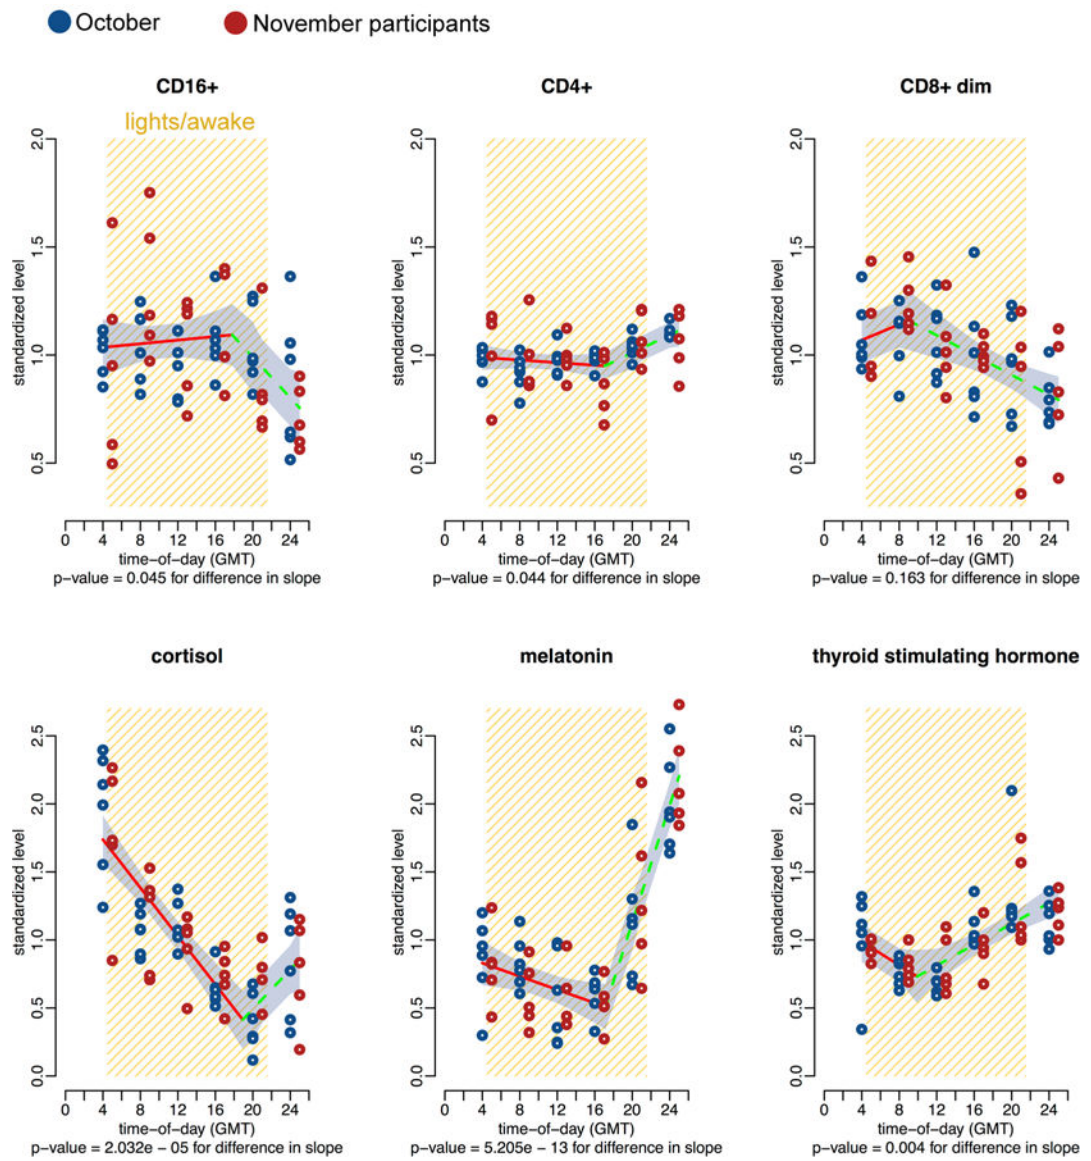 October November participants
CD16+ CD4+ CD8+ dim
lights/awake
standardized level
0.5 1.0 1.5 2.0
0 4 8 12 16 20 24
time-of-day (GMT)
p-value = 0.045 for difference in slope
standardized level
0.5 1.0 1.5 2.0
0 4 8 12 16 20 24
time-of-day (GMT)
p-value = 0.044 for difference in slope
standardized level
0.5 1.0 1.5 2.0
0 4 8 12 16 20 24
time-of-day (GMT)
p-value = 0.163 for difference in slope
cortisol melatonin thyroid stimulating hormone
standardized level
0.0 0.5 1.0 1.5 2.0 2.5
0 4 8 12 16 20 24
time-of-day (GMT)
p-value = 2.032e - 05 for difference in slope
standardized level
0.0 0.5 1.0 1.5 2.0 2.5
0 4 8 12 16 20 24
time-of-day (GMT)
p-value = 5.205e - 13 for difference in slope
standardized level
0.0 0.5 1.0 1.5 2.0 2.5
0 4 8 12 16 20 24
time-of-day (GMT)
p-value = 0.004 for difference in slope